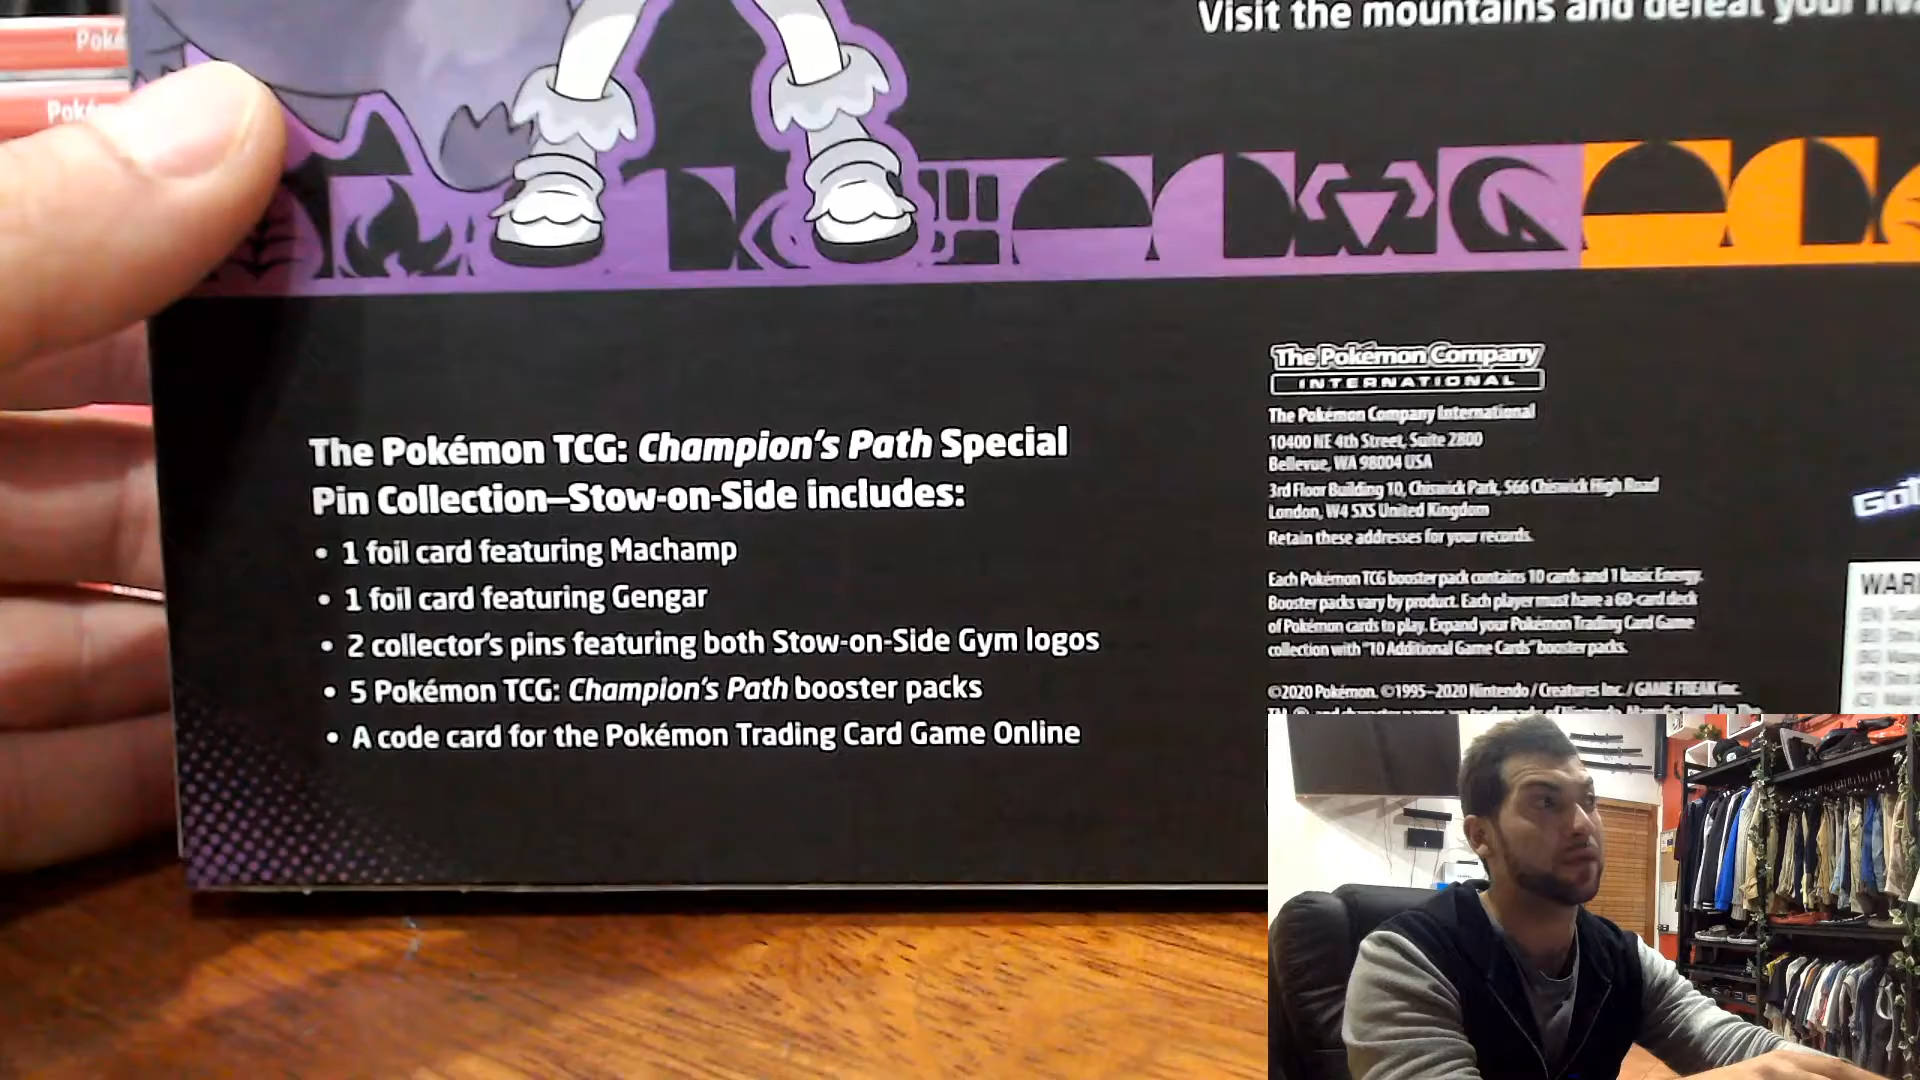 Visit the mountains and defeat your
Poké
Poké
The Pokémon Company
INTERNATIONAL
The Pokémon TCG: Champion's Path Special
Pin Collection–Stow-on-Side includes:
• 1 foil card featuring Machamp
• 1 foil card featuring Gengar
• 2 collector's pins featuring both Stow-on-Side Gym logos
• 5 Pokémon TCG: Champion's Path booster packs
• A code card for the Pokémon Trading Card Game Online
The Pokémon Company International
10400 NE 4th Street, Suite 2800
Bellevue, WA 98004 USA
3rd Floor Building 10, Chiswick Park, 566 Chiswick High Road
London, W4 5XS United Kingdom
Retain these addresses for your records.
Each Pokémon TCG booster pack contains 10 cards and 1 basic Energy.
Booster packs vary by product. Each player must have a 60-card deck
of Pokémon cards to play. Expand your Pokémon Trading Card Game
collection with "10 Additional Game Cards" booster packs.
©2020 Pokémon. ©1995–2020 Nintendo / Creatures Inc. / GAME FREAK inc.
Got
WAR